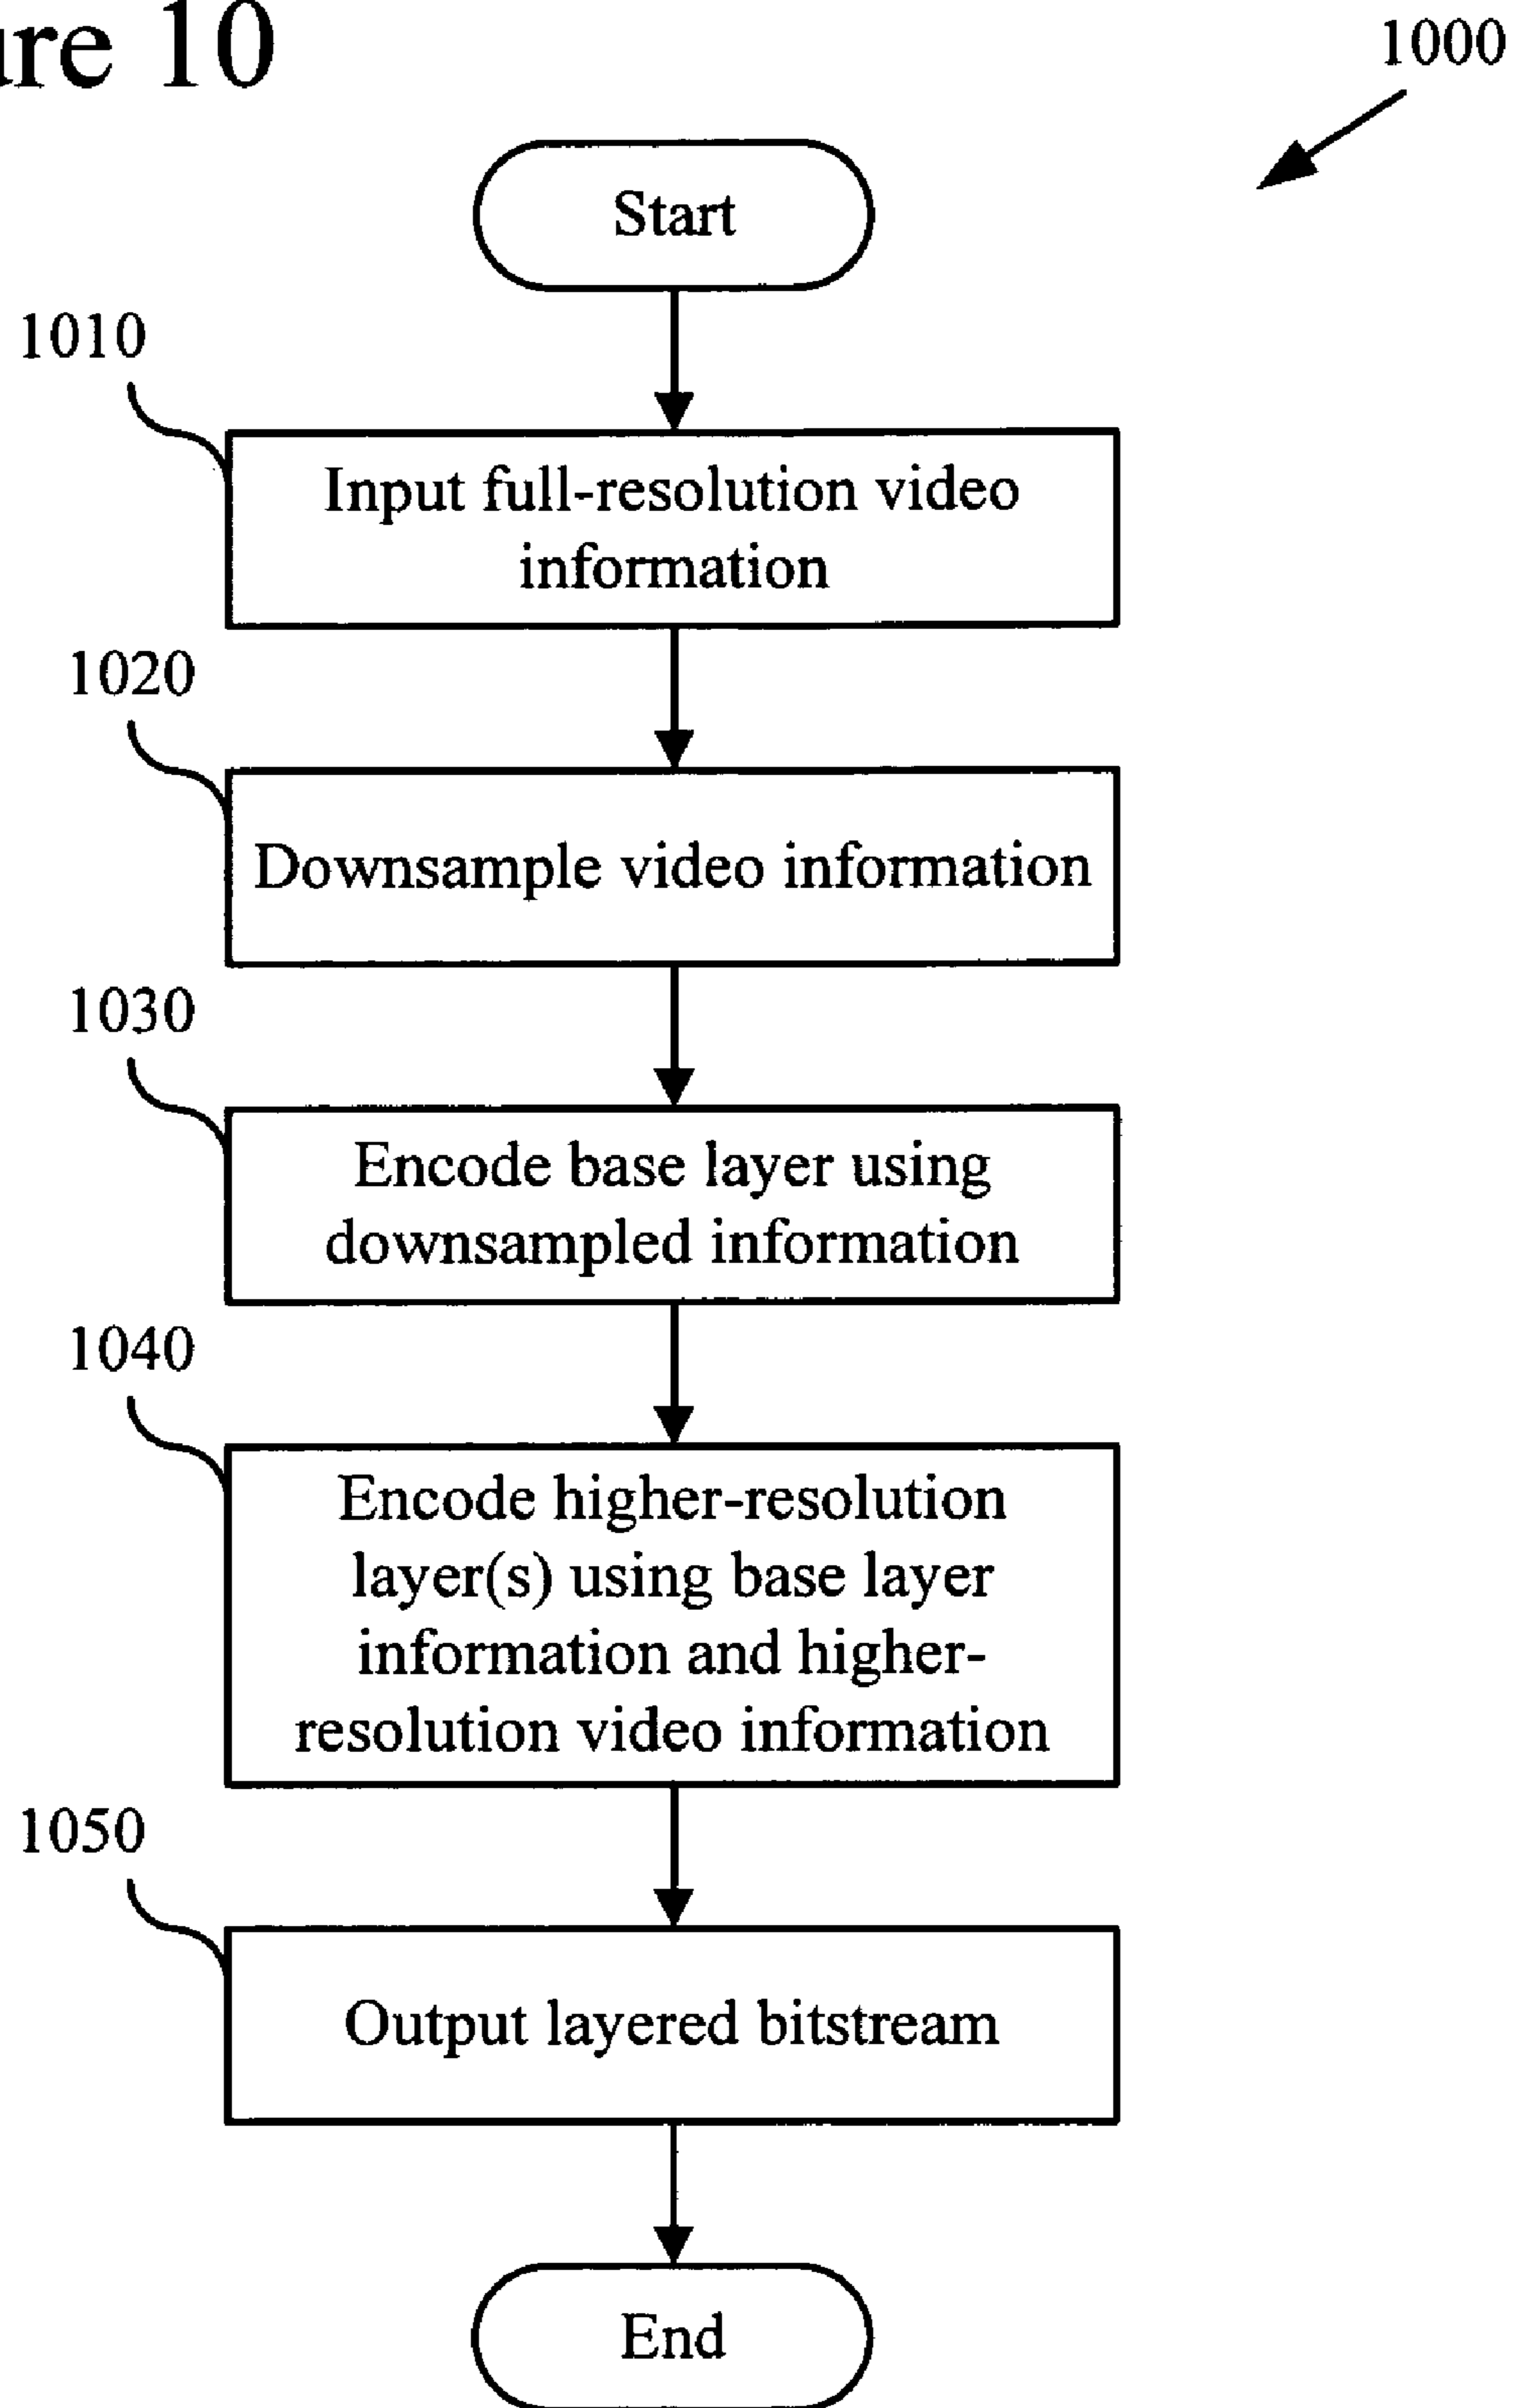 ure 10
1000
Start
1010
Input full-resolution video
information
1020
Downsample video information
1030
Encode base layer using
downsampled information
1040
Encode higher-resolution
layer(s) using base layer
information and higher-
resolution video information
1050
Output layered bitstream
End